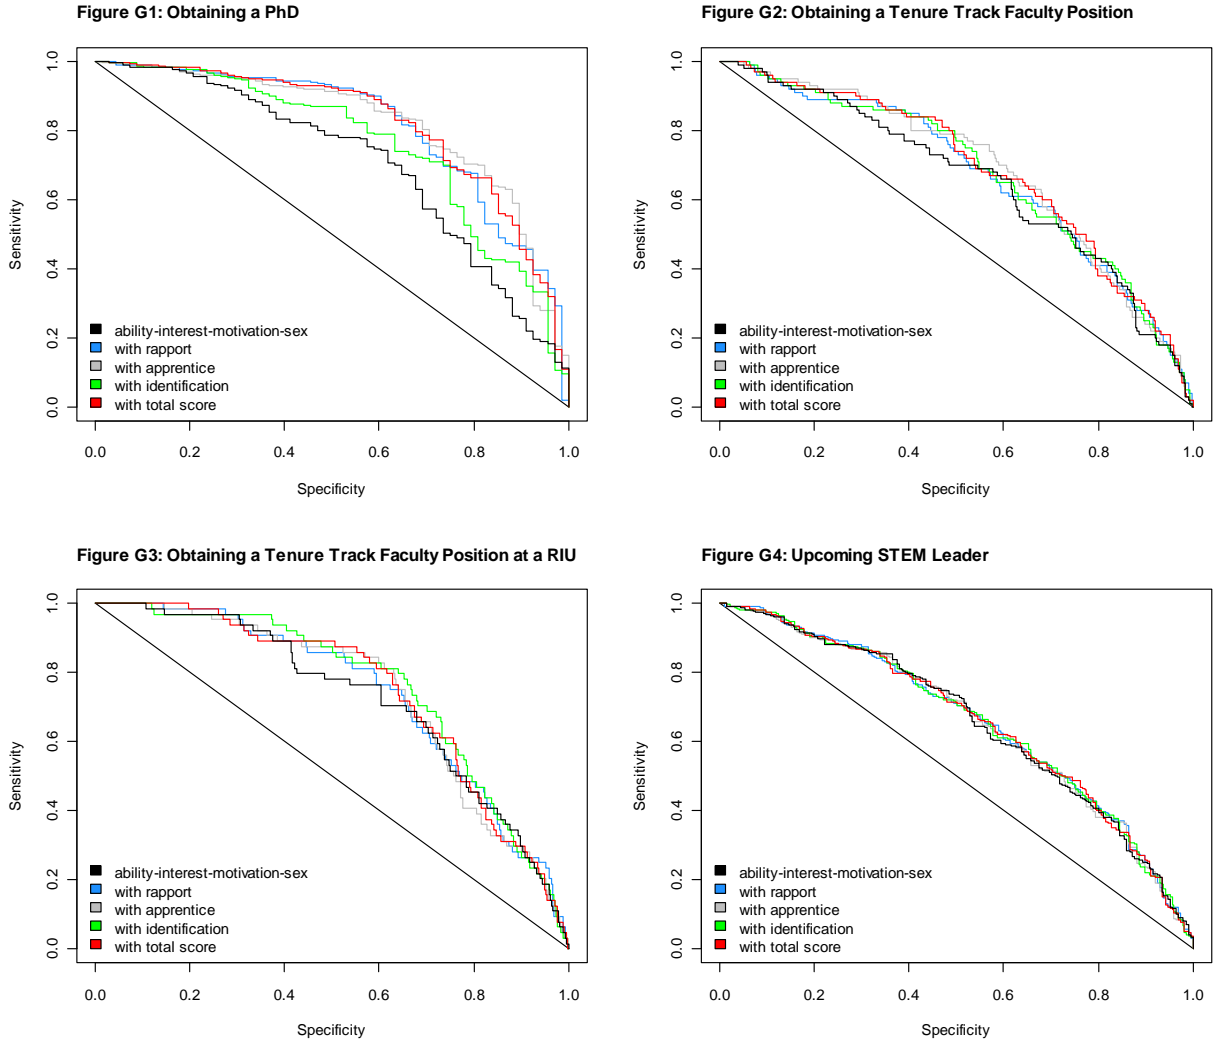 Figure G1: Obtaining a PhD
Sensitivity
0.0 0.2 0.4 0.6 0.8 1.0
ability-interest-motivation-sex
with rapport
with apprentice
with identification
with total score
0.0 0.2 0.4 0.6 0.8 1.0
Specificity
Figure G2: Obtaining a Tenure Track Faculty Position
Sensitivity
0.0 0.2 0.4 0.6 0.8 1.0
ability-interest-motivation-sex
with rapport
with apprentice
with identification
with total score
0.0 0.2 0.4 0.6 0.8 1.0
Specificity
Figure G3: Obtaining a Tenure Track Faculty Position at a RIU
Sensitivity
0.0 0.2 0.4 0.6 0.8 1.0
ability-interest-motivation-sex
with rapport
with apprentice
with identification
with total score
0.0 0.2 0.4 0.6 0.8 1.0
Specificity
Figure G4: Upcoming STEM Leader
Sensitivity
0.0 0.2 0.4 0.6 0.8 1.0
ability-interest-motivation-sex
with rapport
with apprentice
with identification
with total score
0.0 0.2 0.4 0.6 0.8 1.0
Specificity